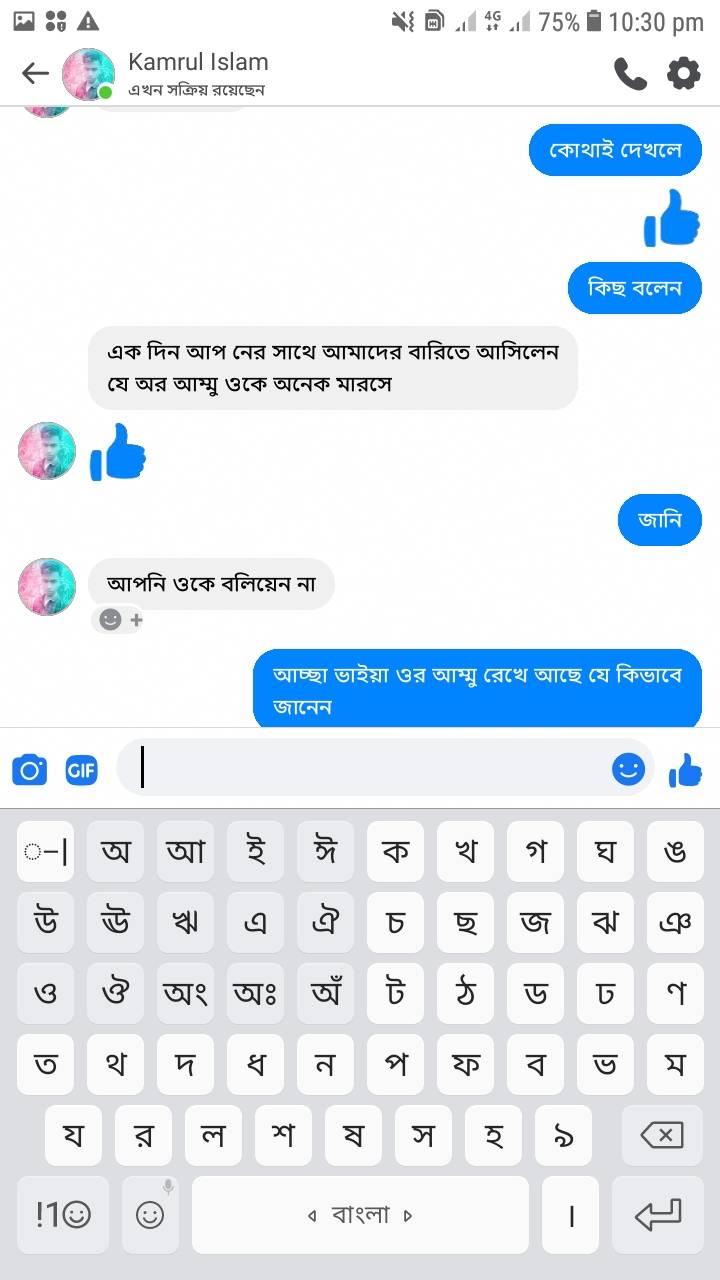 75% 10:30 pm
4G
Kamrul Islam
এখন সক্রিয় রয়েছেন
কোথাই দেখলে
কিছ বলেন
এক দিন আপ নের সাথে আমাদের বারিতে আসিলেন
যে অর আম্মু ওকে অনেক মারসে
জানি
আপনি ওকে বলিয়েন না
আচ্ছা ভাইয়া ওর আম্মু রেখে আছে যে কিভাবে
জানেন
GIF
অ আ ই ঈ ক খ গ ঘ ঙ
উ ঊ ঋ এ ঐ চ ছ জ ঝ ঞ
ও ঔ অং অঃ অঁ ট ঠ ড ঢ ণ
ত থ দ ধ ন প ফ ব ভ ম
য র ল শ ষ স হ ৯
!1☺ বাংলা ।